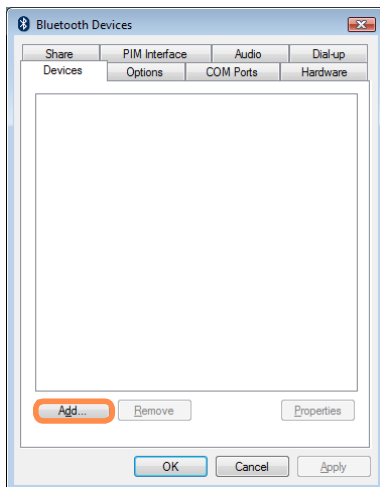 Bluetooth Devices
Share PIM Interface Audio Dial-up
Devices Options COM Ports Hardware
Add... Remove Properties
OK Cancel Apply